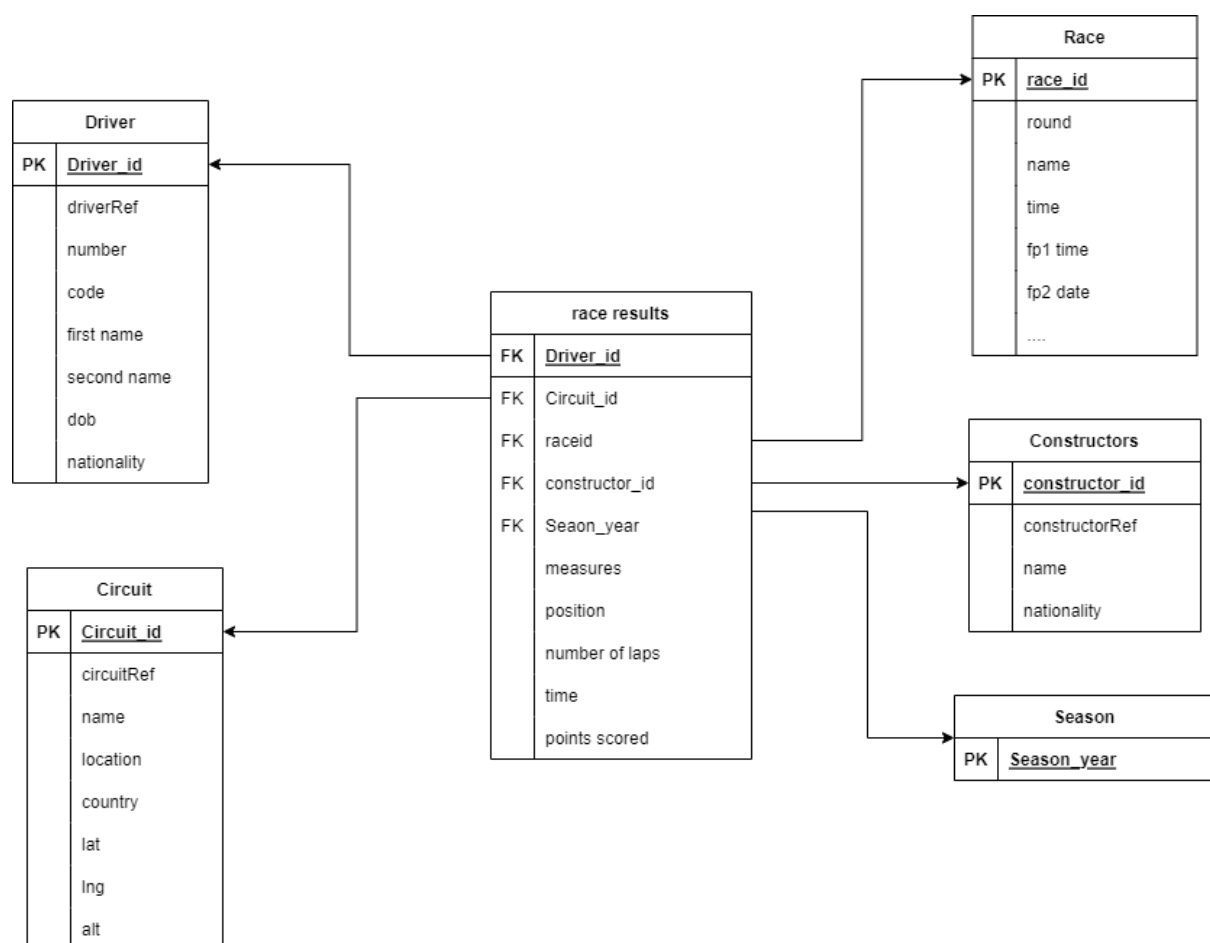 Driver
PK Driver_id
driverRef
number
code
first name
second name
dob
nationality
Circuit
PK Circuit_id
circuitRef
name
location
country
lat
lng
alt
race results
FK Driver_id
FK Circuit_id
FK raceid
FK constructor_id
FK Seaon_year
measures
position
number of laps
time
points scored
Race
PK race_id
round
name
time
fp1 time
fp2 date
....
Constructors
PK constructor_id
constructorRef
name
nationality
Season
PK Season_year